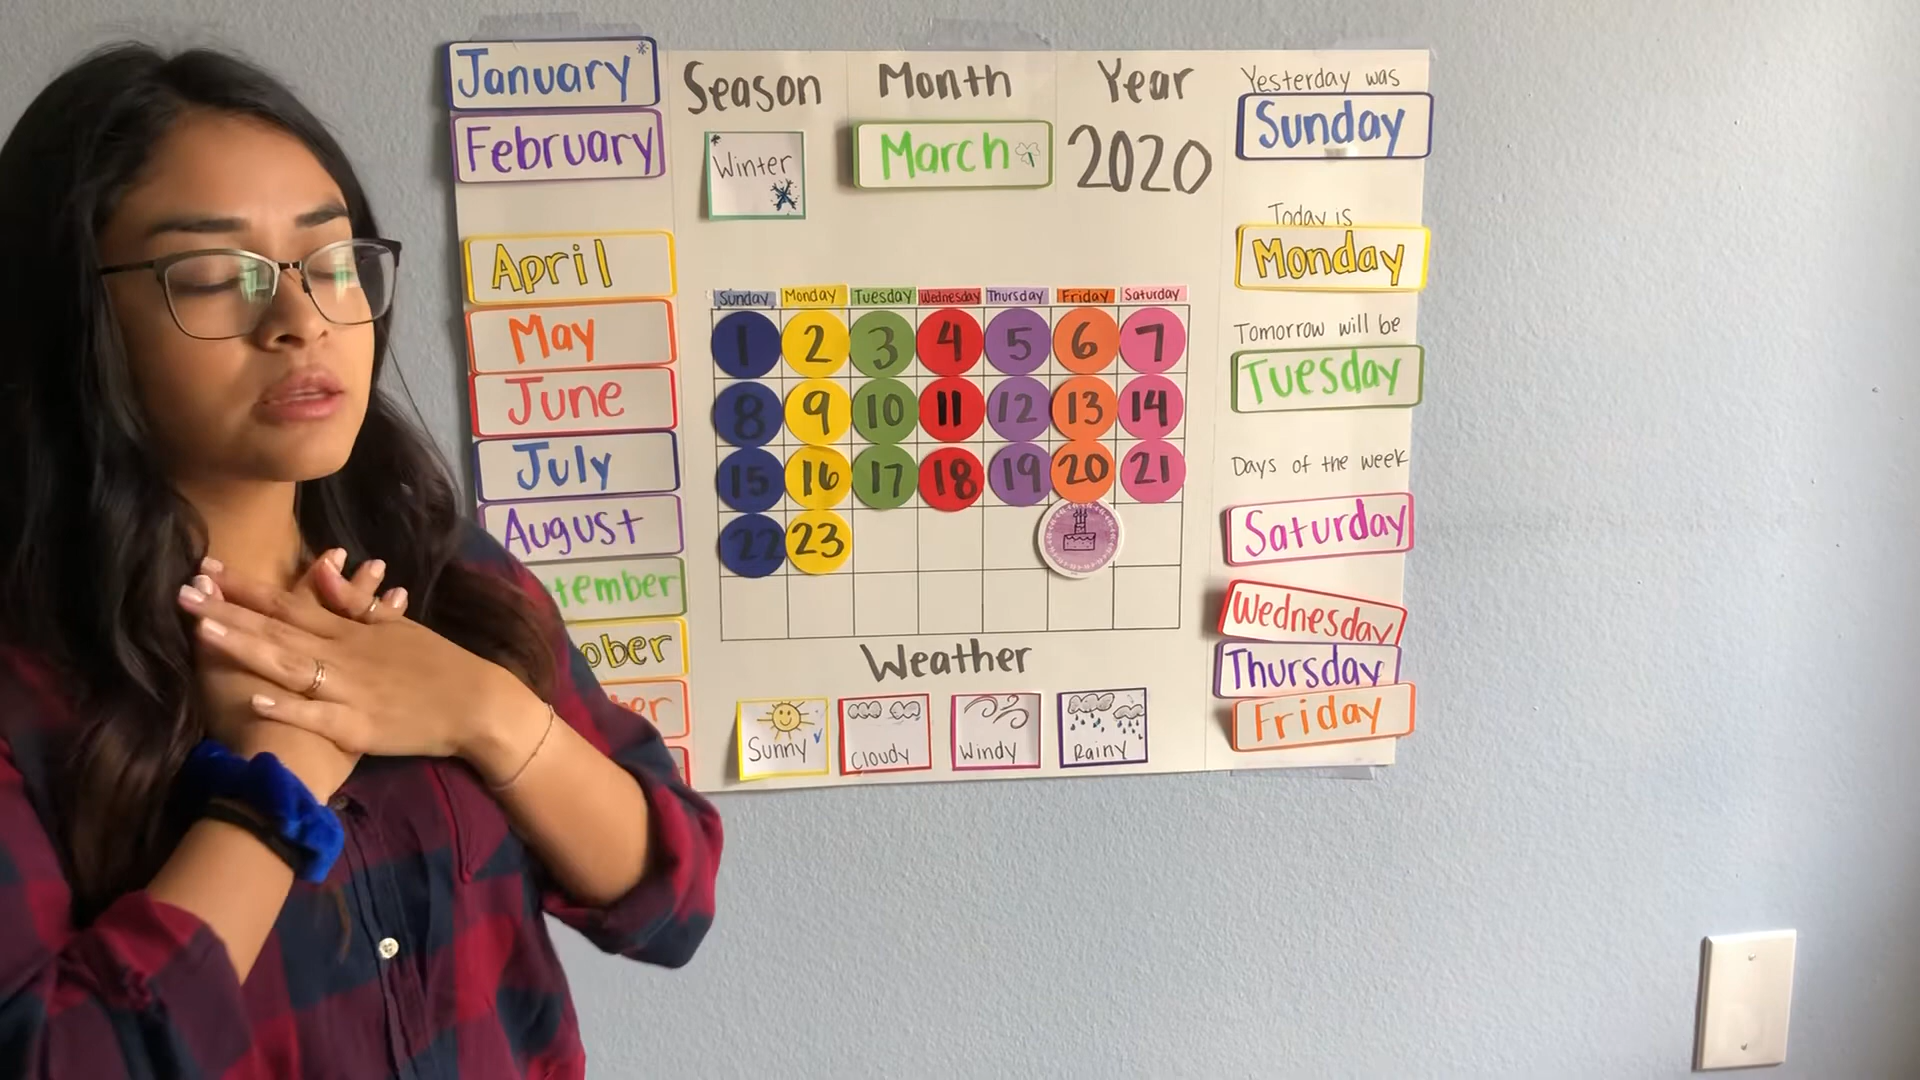 January
February
April
May
June
July
August
tember
ober
ber
Season
Winter
Month
March
Year
2020
Sunday Monday Tuesday Wednesday Thursday Friday Saturday
1 2 3 4 5 6 7
8 9 10 11 12 13 14
15 16 17 18 19 20 21
22 23
Weather
Sunny
Cloudy
Windy
Rainy
Yesterday was
Sunday
Today is
Monday
Tomorrow will be
Tuesday
Days of the week
Saturday
Wednesday
Thursday
Friday